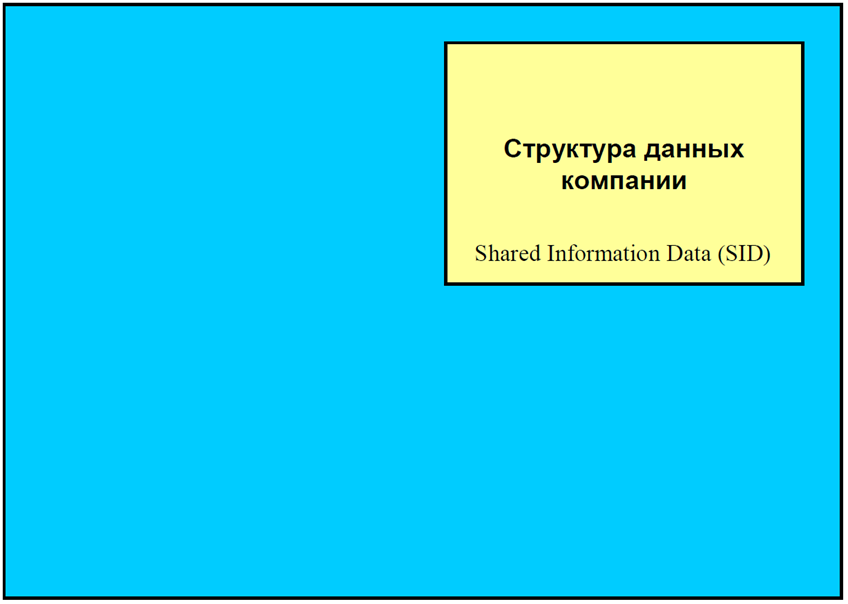 Структура данных
компании
Shared Information Data (SID)